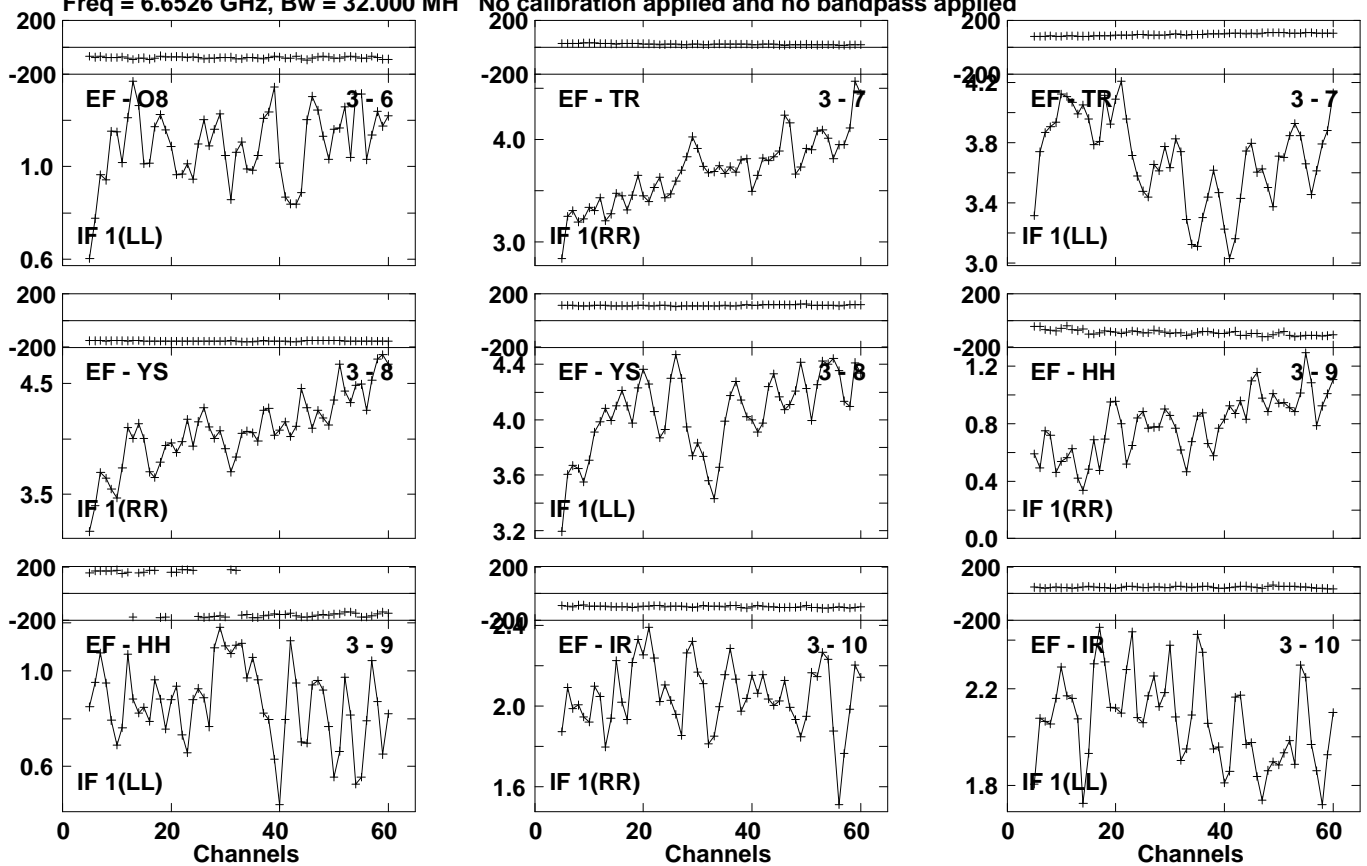 Freq = 6.6526 GHz, Bw = 32.000 MH No calibration applied and no bandpass applied
200
-200
EF - O8 3 - 6
1.0
0.6
IF 1(LL)
200
-200
EF - TR 3 - 7
4.0
3.0
IF 1(RR)
200
-200
4.2
EF - TR 3 - 7
3.8
3.4
3.0
IF 1(LL)
200
-200
EF - YS 3 - 8
4.5
3.5
IF 1(RR)
200
-200
4.4
EF - YS 3 - 8
4.0
3.6
3.2
IF 1(LL)
200
-200
1.2
EF - HH 3 - 9
0.8
0.4
0.0
IF 1(RR)
200
-200
EF - HH 3 - 9
1.0
0.6
IF 1(LL)
0 20 40 60
Channels
200
-200
2.4
EF - IR 3 - 10
2.0
1.6
IF 1(RR)
0 20 40 60
Channels
200
-200
EF - IR 3 - 10
2.2
1.8
IF 1(LL)
0 20 40 60
Channels